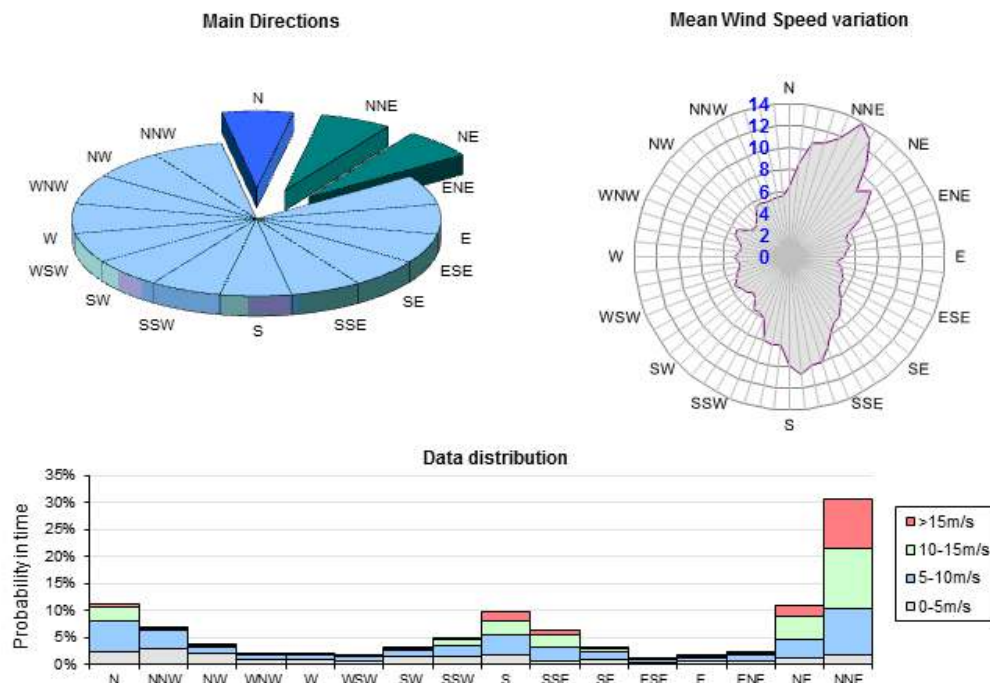 Main Directions
N
NNE
NE
ENE
E
ESE
SE
SSE
S
SSW
SW
WSW
W
WNW
NW
NNW
Mean Wind Speed variation
N
NNE
NE
ENE
E
ESE
SE
SSE
S
SSW
SW
WSW
W
WNW
NW
NNW
14
12
10
8
6
4
2
0
Data distribution
Probability in time
35%
30%
25%
20%
15%
10%
5%
0%
N NNW NW WNW W WSW SW SSW S SSE SE ESE E ENE NE NNE
>15m/s
10-15m/s
5-10m/s
0-5m/s